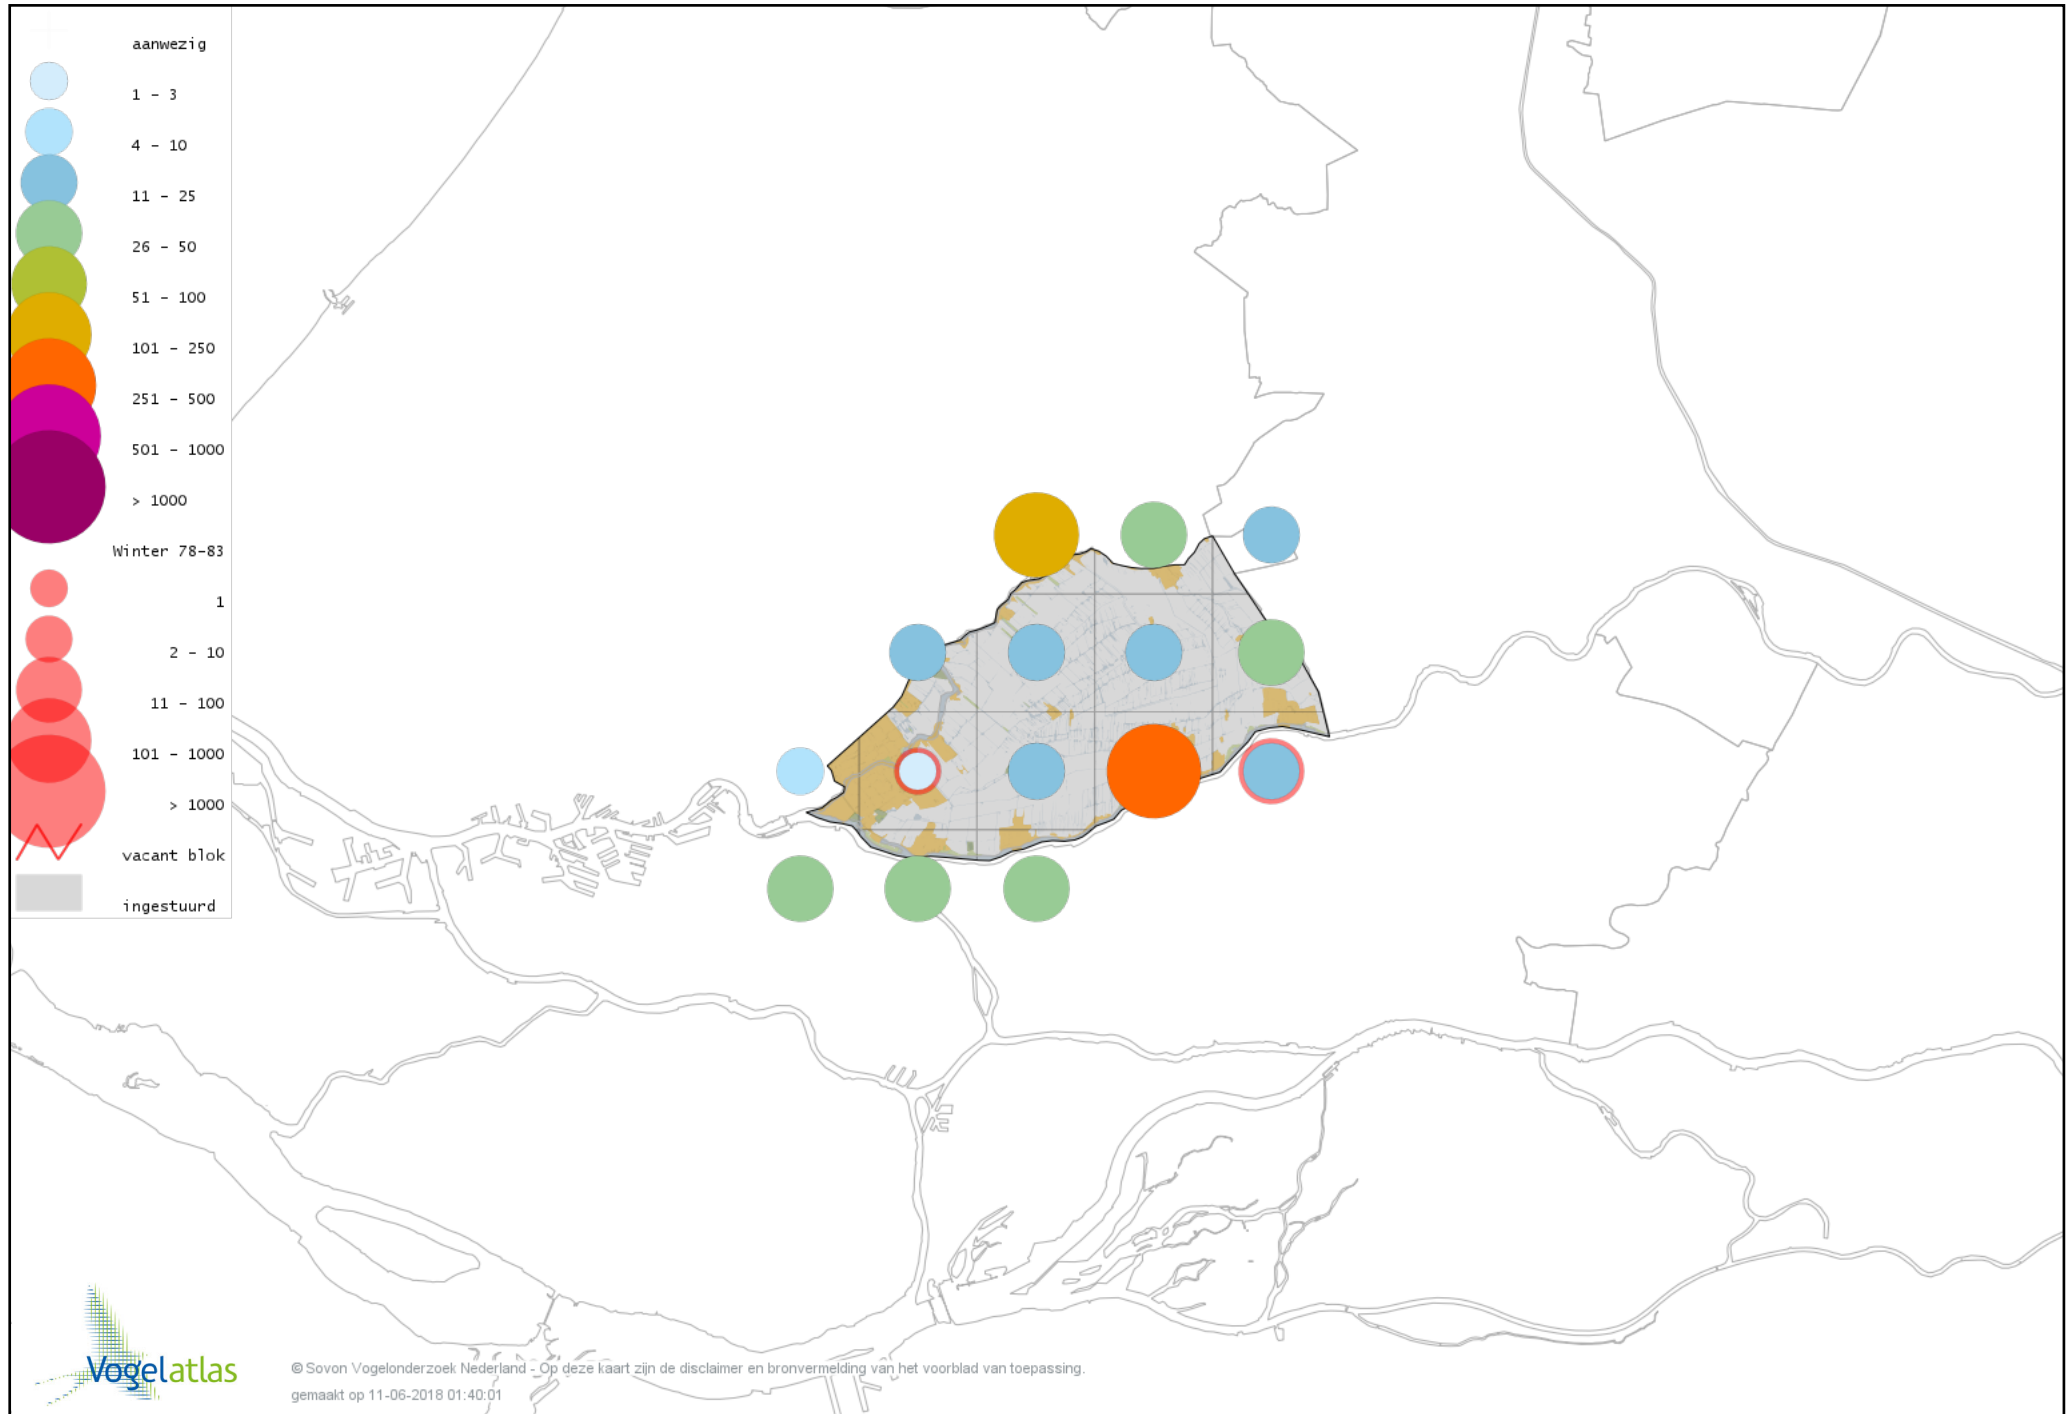 aanwezig
1 - 3
4 - 10
11 - 25
26 - 50
51 - 100
101 - 250
251 - 500
501 - 1000
> 1000
Winter 78-83
1
2 - 10
11 - 100
101 - 1000
> 1000
vacant blok
ingestuurd
Vogelatlas
© Sovon Vogelonderzoek Nederland - Op deze kaart zijn de disclaimer en bronvermelding van het voorblad van toepassing.
gemaakt op 11-06-2018 01:40:01